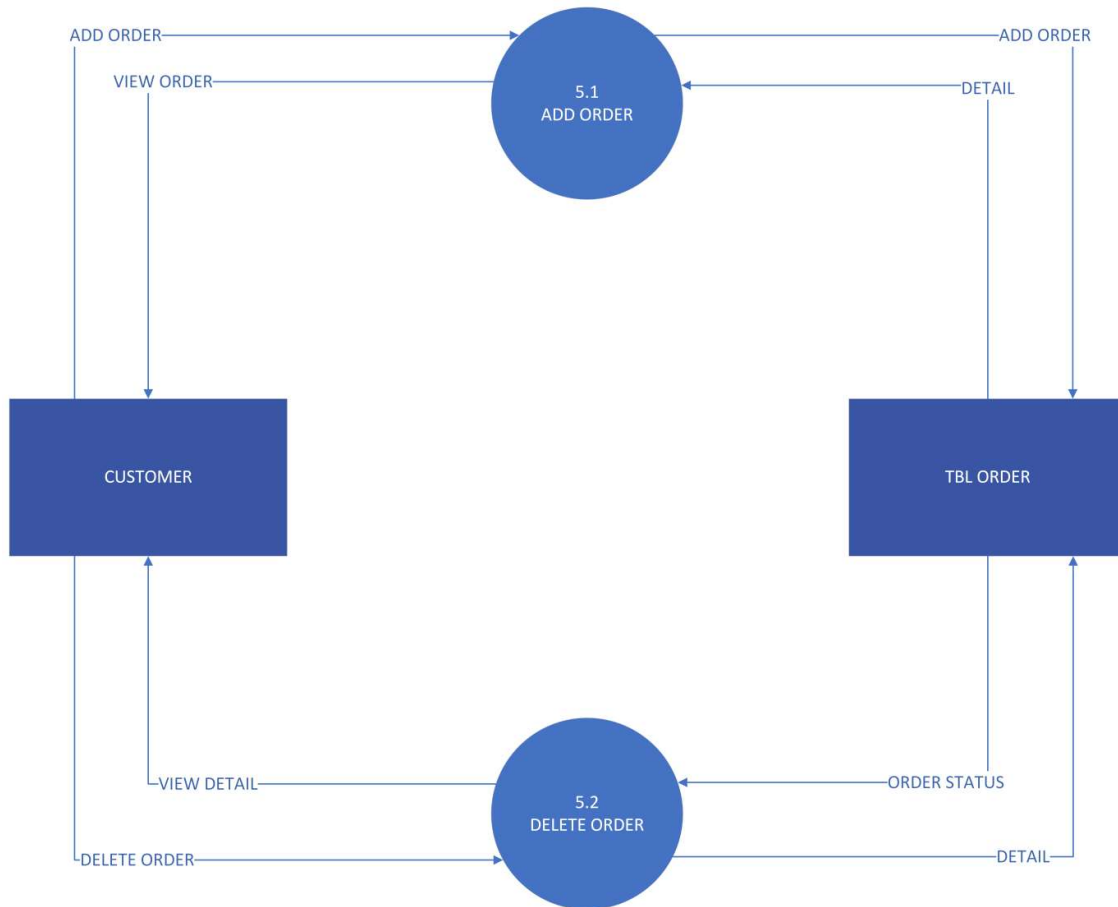 ADD ORDER
ADD ORDER
VIEW ORDER
DETAIL
5.1
ADD ORDER
CUSTOMER
TBL ORDER
VIEW DETAIL
ORDER STATUS
5.2
DELETE ORDER
DELETE ORDER
DETAIL